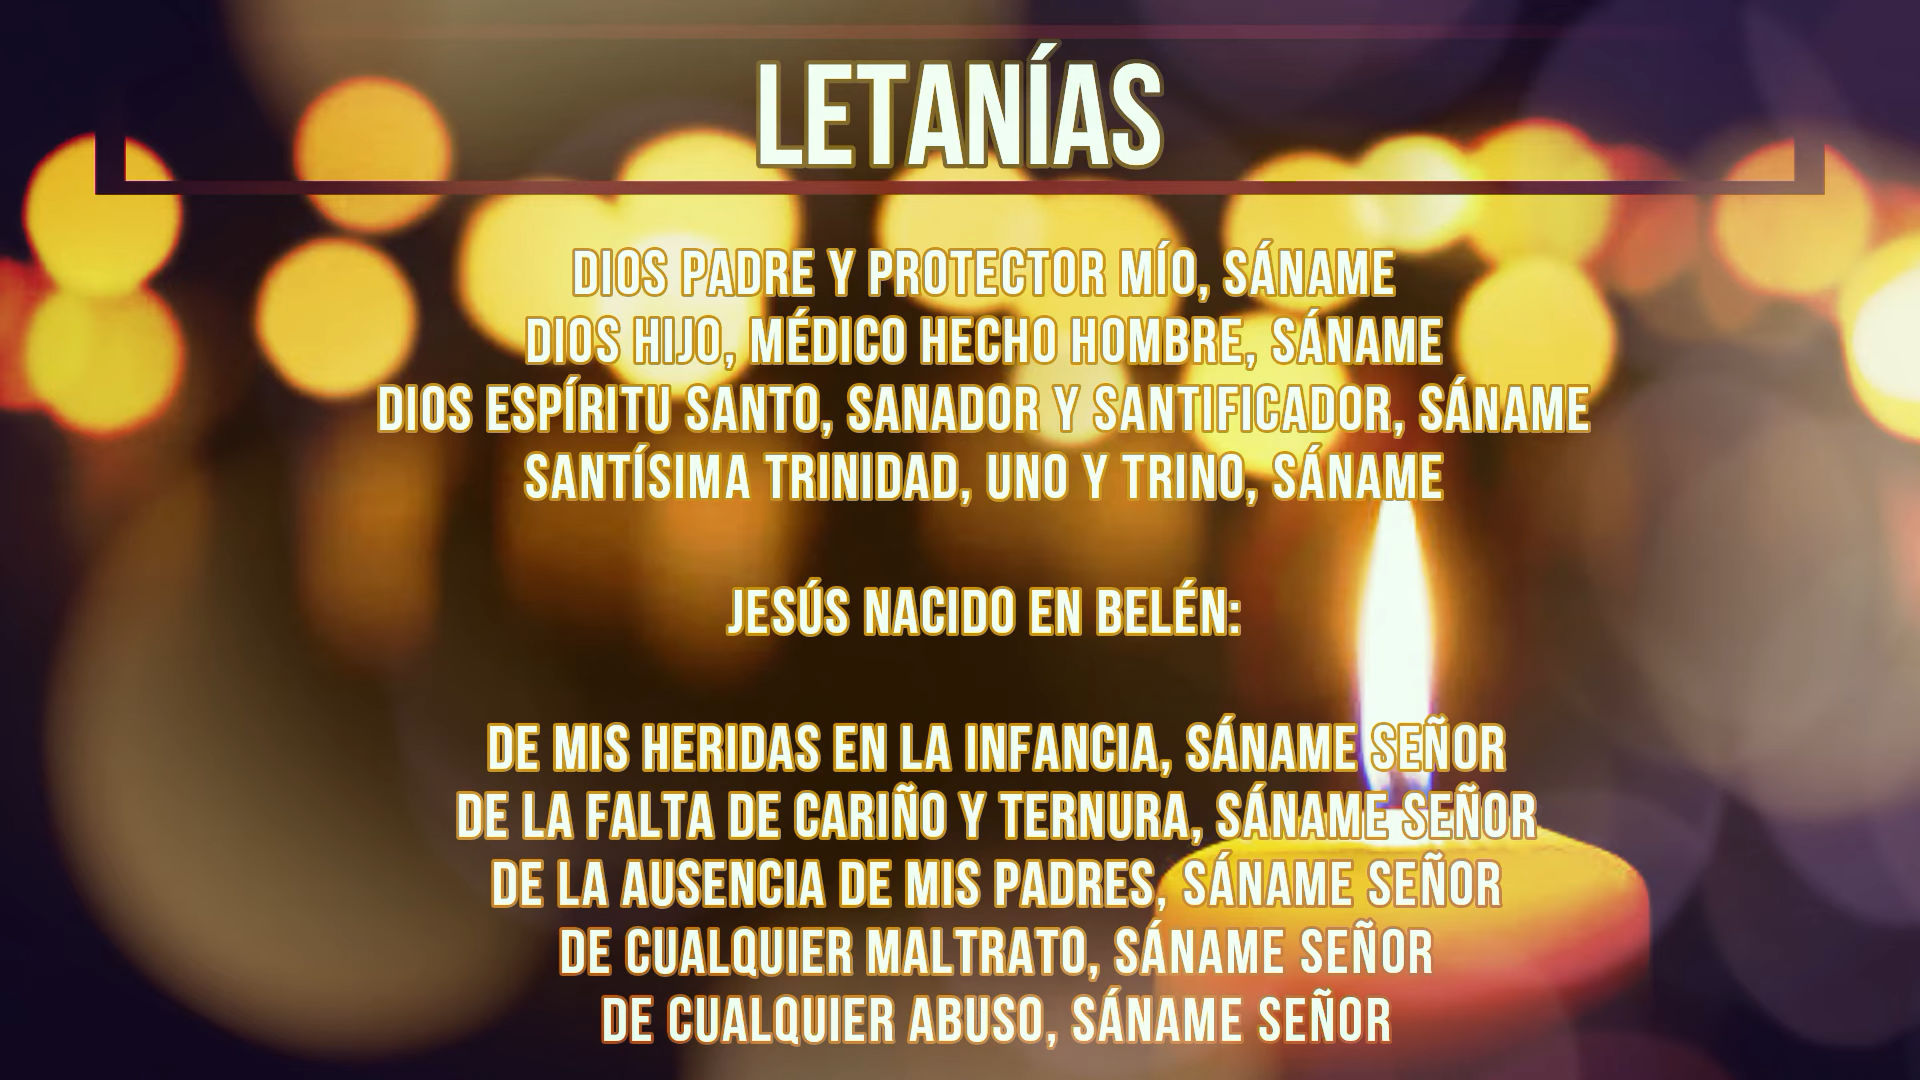 LETANÍAS
DIOS PADRE Y PROTECTOR MÍO, SÁNAME
DIOS HIJO, MÉDICO HECHO HOMBRE, SÁNAME
DIOS ESPÍRITU SANTO, SANADOR Y SANTIFICADOR, SÁNAME
SANTÍSIMA TRINIDAD, UNO Y TRINO, SÁNAME
JESÚS NACIDO EN BELÉN:
DE MIS HERIDAS EN LA INFANCIA, SÁNAME SEÑOR
DE LA FALTA DE CARIÑO Y TERNURA, SÁNAME SEÑOR
DE LA AUSENCIA DE MIS PADRES, SÁNAME SEÑOR
DE CUALQUIER MALTRATO, SÁNAME SEÑOR
DE CUALQUIER ABUSO, SÁNAME SEÑOR